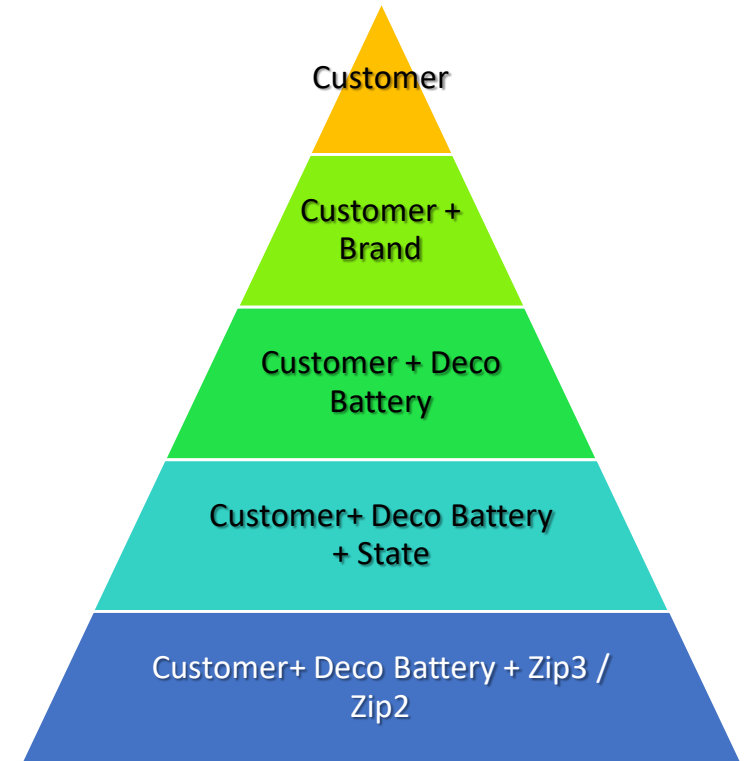 Customer
Customer +
Brand
Customer + Deco
Battery
Customer+ Deco Battery
+ State
Customer+ Deco Battery + Zip3 /
Zip2